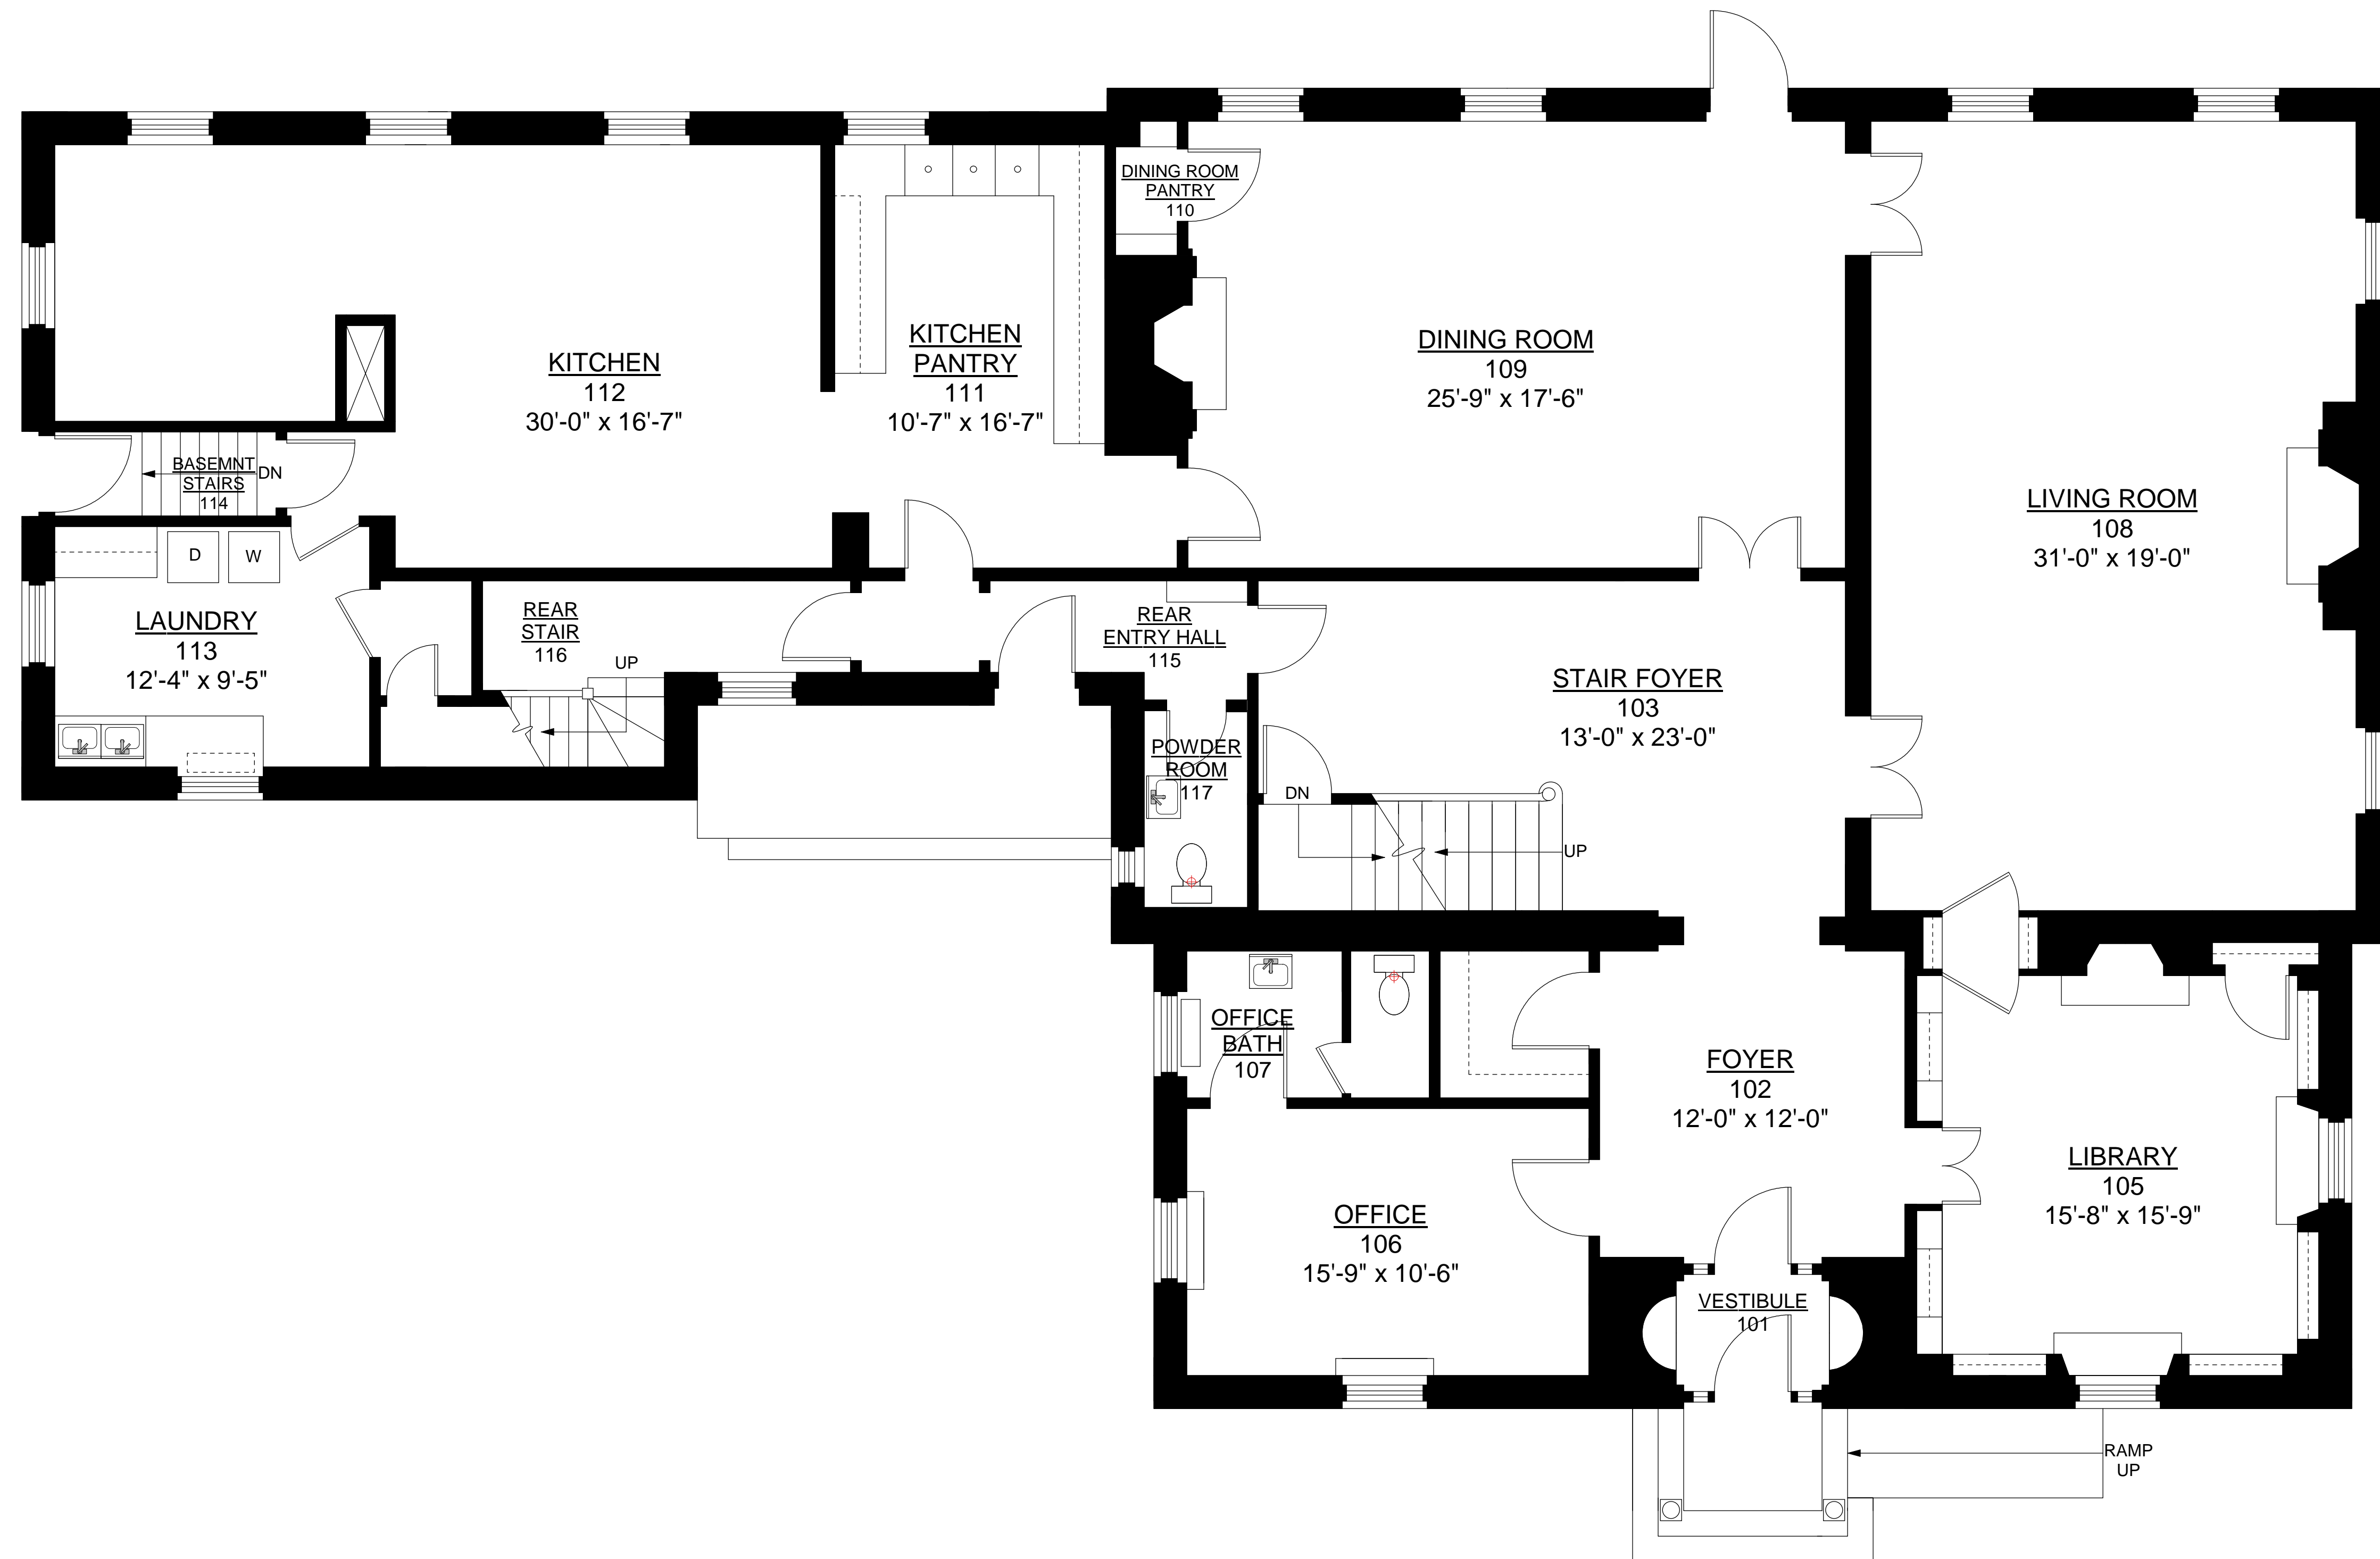 DINING ROOM
PANTRY
110
KITCHEN
PANTRY
111
10'-7" x 16'-7"
DINING ROOM
109
25'-9" x 17'-6"
KITCHEN
112
30'-0" x 16'-7"
BASEMNT
STAIRS
114
DN
LIVING ROOM
108
31'-0" x 19'-0"
D
W
LAUNDRY
113
12'-4" x 9'-5"
REAR
STAIR
116
UP
REAR
ENTRY HALL
115
STAIR FOYER
103
13'-0" x 23'-0"
POWDER
ROOM
117
DN
UP
OFFICE
BATH
107
FOYER
102
12'-0" x 12'-0"
LIBRARY
105
15'-8" x 15'-9"
OFFICE
106
15'-9" x 10'-6"
VESTIBULE
101
RAMP
UP